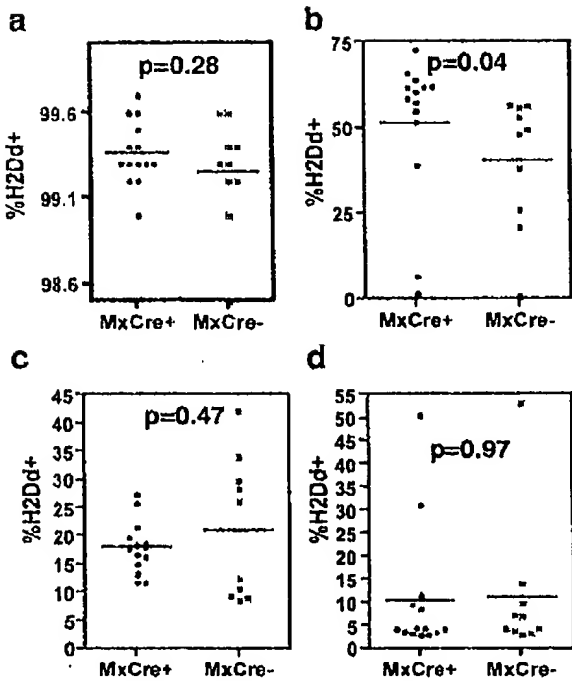 a
p=0.28
%H2Dd+
99.6
99.1
98.6
MxCre+ MxCre-
b
p=0.04
%H2Dd+
75
50
25
0
MxCre+ MxCre-
c
p=0.47
%H2Dd+
45
40
35
30
25
20
15
10
5
0
MxCre+ MxCre-
d
p=0.97
%H2Dd+
55
50
45
40
35
30
25
20
15
10
5
0
MxCre+ MxCre-